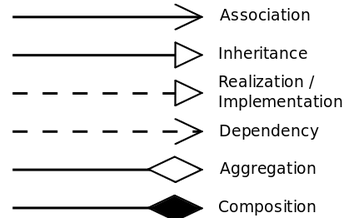 Association
Inheritance
Realization /
Implementation
Dependency
Aggregation
Composition